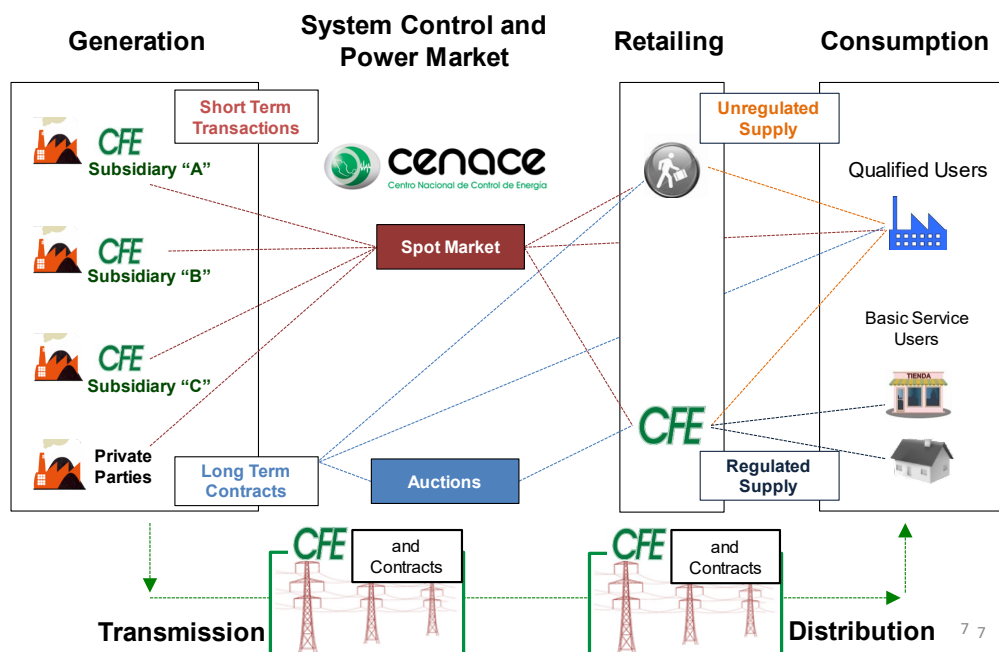 Generation
System Control and
Power Market
Retailing
Consumption
Short Term
Transactions
Unregulated
Supply
CFE
Subsidiary “A”
cenace
Centro Nacional de Control de Energía
Qualified Users
CFE
Subsidiary “B”
Spot Market
CFE
Subsidiary “C”
Basic Service
Users
TIENDA
CFE
Private
Parties
Long Term
Contracts
Auctions
Regulated
Supply
CFE
and
Contracts
CFE
and
Contracts
Transmission
Distribution
7 7